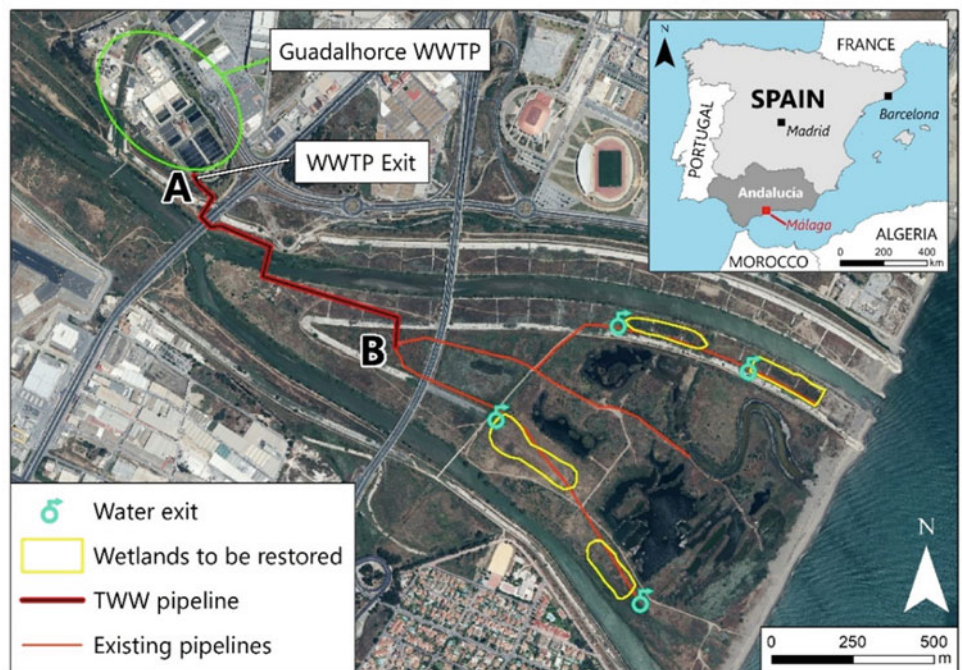 Guadalhorce WWTP
WWTP Exit
A
B
N
FRANCE
SPAIN
Barcelona
Madrid
PORTUGAL
Andalucía
Málaga
ALGERIA
MOROCCO
0 200 400
km
Water exit
Wetlands to be restored
TWW pipeline
Existing pipelines
N
0 250 500
m